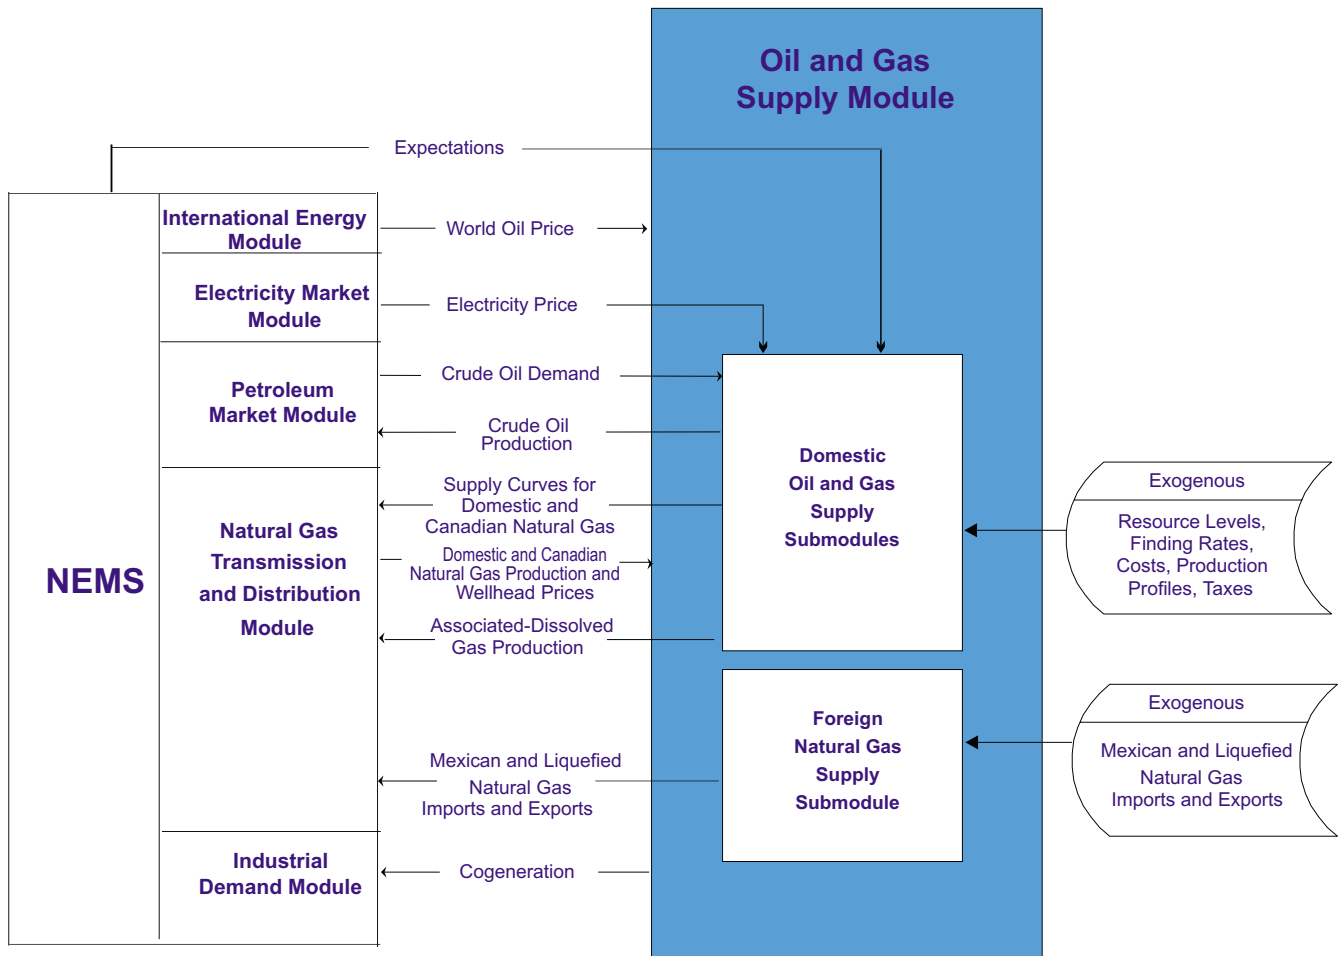 Oil and Gas
Supply Module
Expectations
NEMS
International Energy
Module
World Oil Price
Electricity Market
Module
Electricity Price
Petroleum
Market Module
Crude Oil Demand
Crude Oil
Production
Natural Gas
Transmission
and Distribution
Module
Supply Curves for
Domestic and
Canadian Natural Gas
Domestic and Canadian
Natural Gas Production and
Wellhead Prices
Associated-Dissolved
Gas Production
Mexican and Liquefied
Natural Gas
Imports and Exports
Industrial
Demand Module
Cogeneration
Domestic
Oil and Gas
Supply
Submodules
Foreign
Natural Gas
Supply
Submodule
Exogenous
Resource Levels,
Finding Rates,
Costs, Production
Profiles, Taxes
Exogenous
Mexican and Liquefied
Natural Gas
Imports and Exports